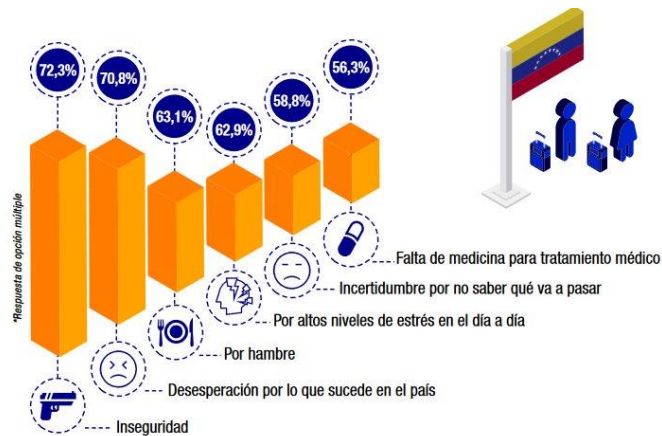 72,3%
70,8%
63,1%
62,9%
58,8%
56,3%
*Respuesta de opción múltiple
Falta de medicina para tratamiento médico
Incertidumbre por no saber qué va a pasar
Por altos niveles de estrés en el día a día
Por hambre
Desesperación por lo que sucede en el país
Inseguridad